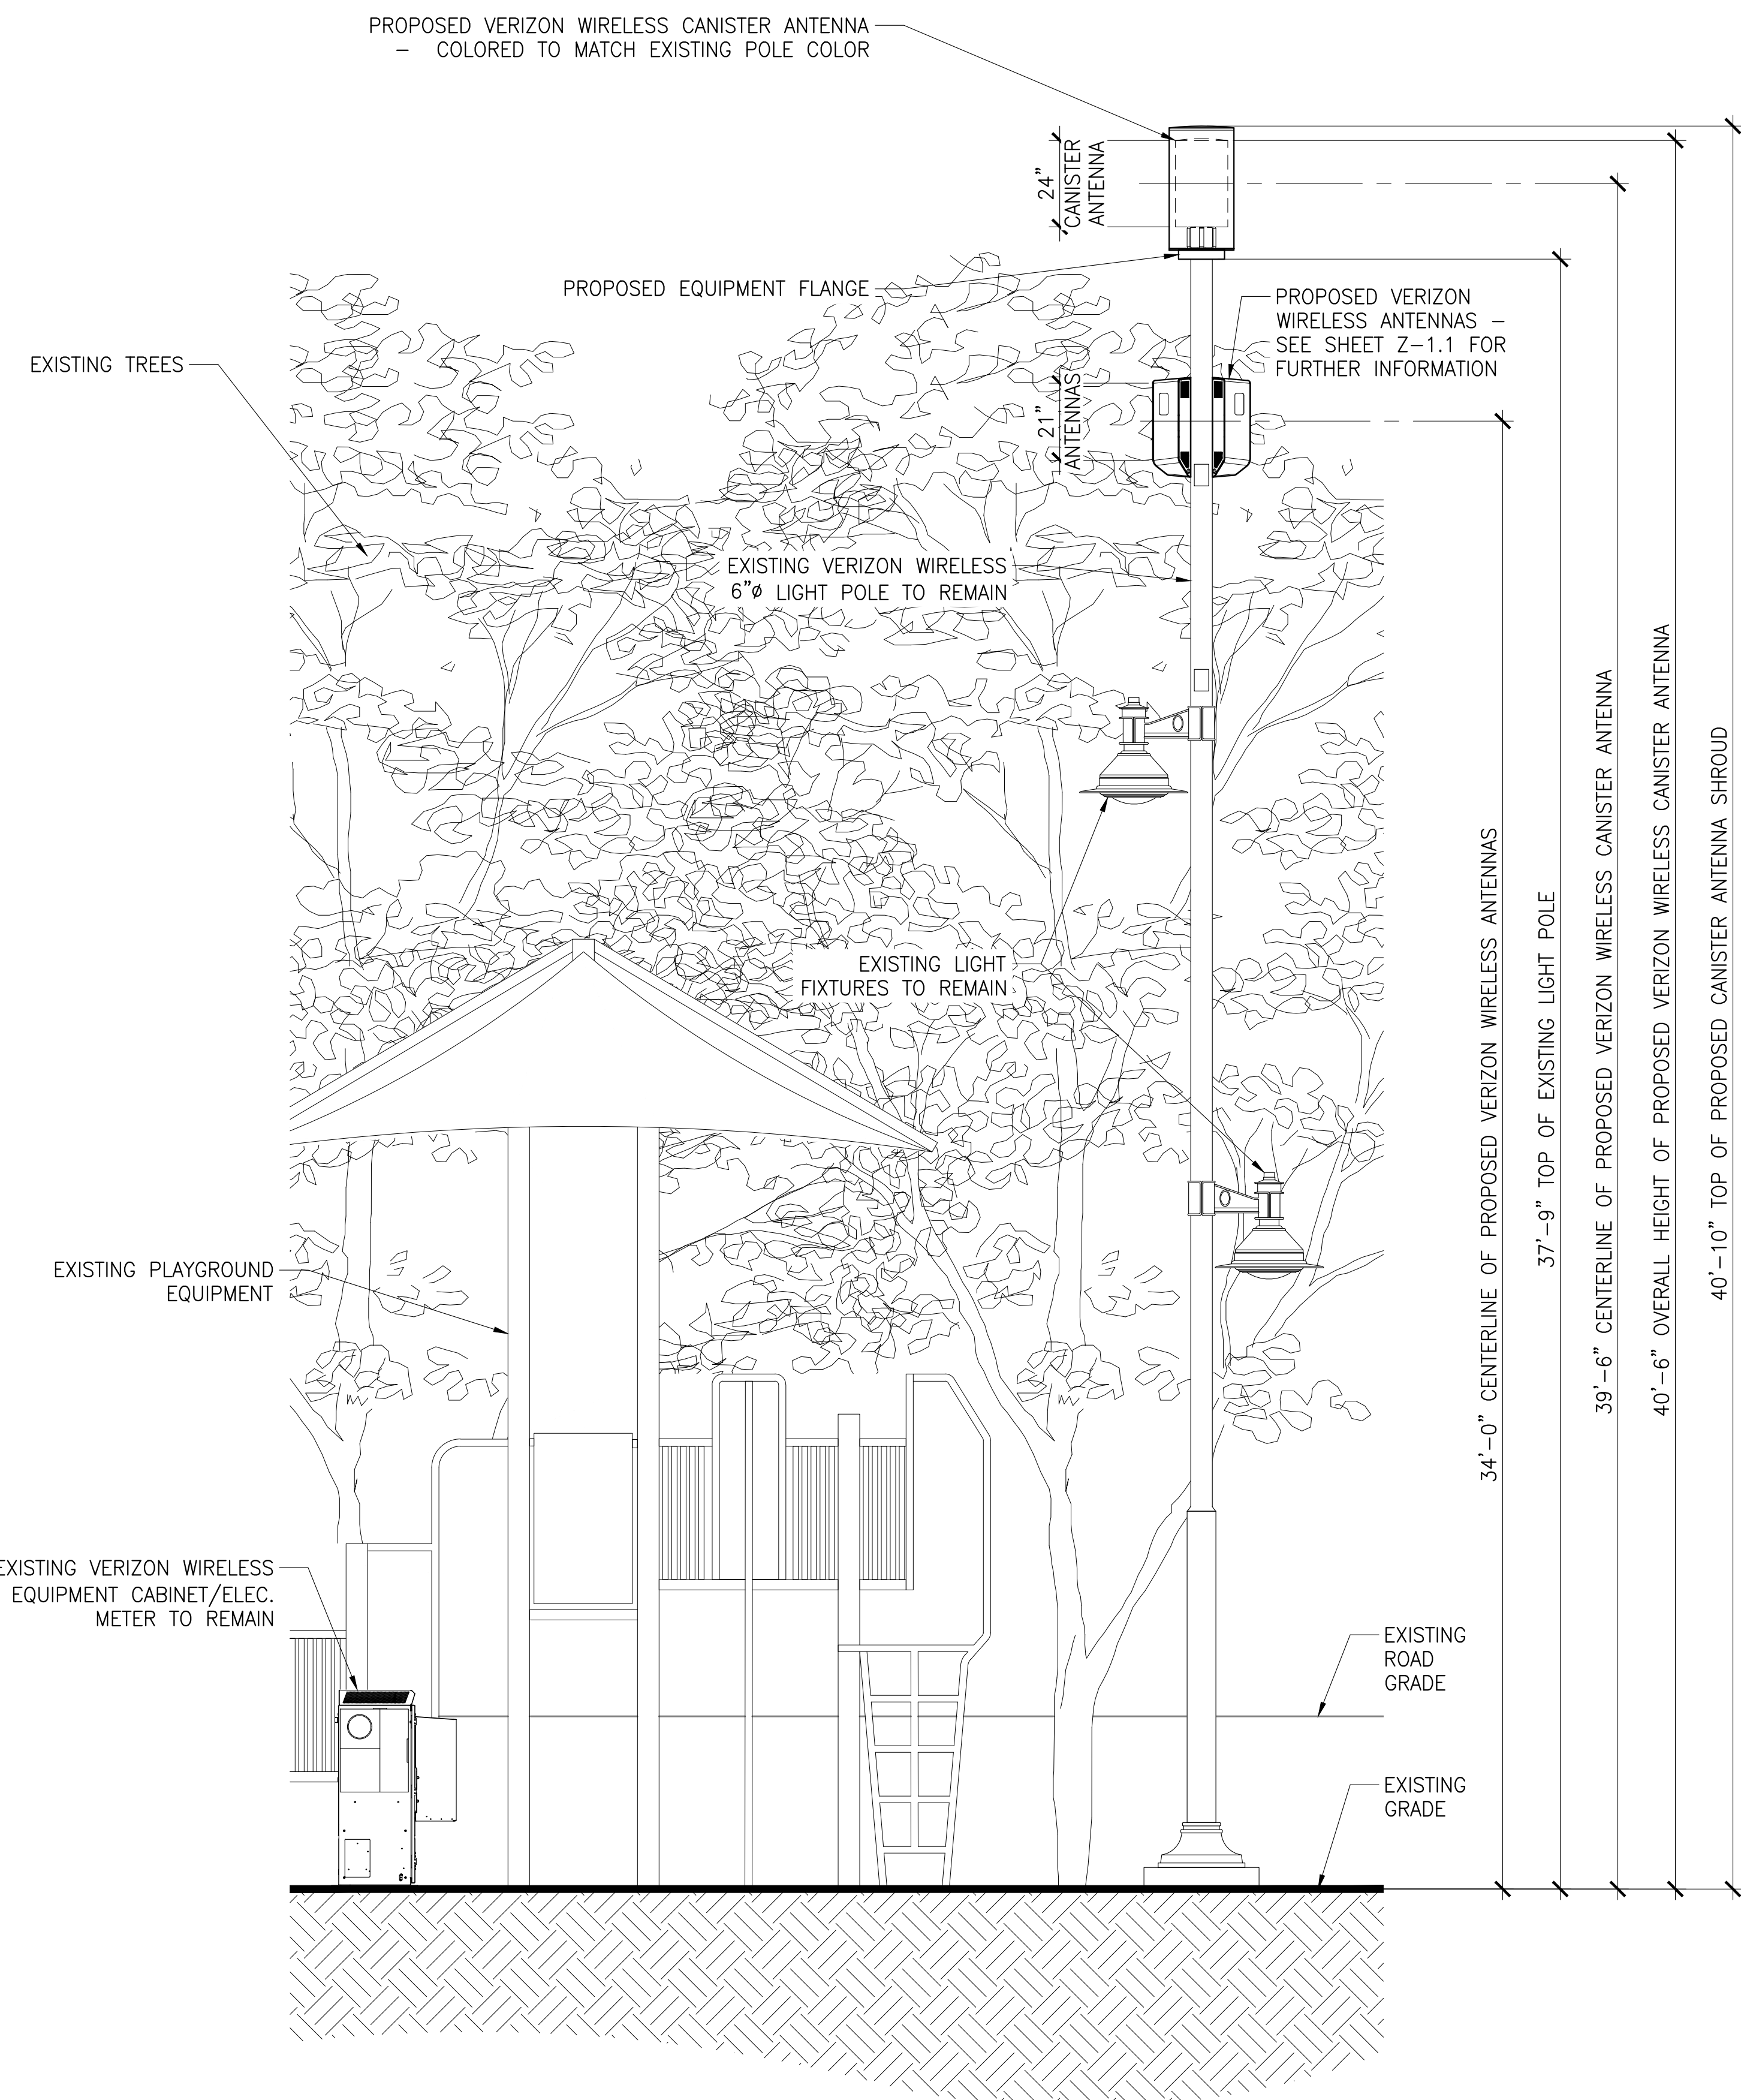 PROPOSED VERIZON WIRELESS CANISTER ANTENNA
– COLORED TO MATCH EXISTING POLE COLOR
24"
CANISTER
ANTENNA
PROPOSED EQUIPMENT FLANGE
PROPOSED VERIZON
WIRELESS ANTENNAS –
SEE SHEET Z–1.1 FOR
FURTHER INFORMATION
EXISTING TREES
21"
ANTENNAS
EXISTING VERIZON WIRELESS
6"ø LIGHT POLE TO REMAIN
EXISTING LIGHT
FIXTURES TO REMAIN
EXISTING PLAYGROUND
EQUIPMENT
EXISTING VERIZON WIRELESS
EQUIPMENT CABINET/ELEC.
METER TO REMAIN
EXISTING
ROAD
GRADE
EXISTING
GRADE
34'–0" CENTERLINE OF PROPOSED VERIZON WIRELESS ANTENNAS
37'–9" TOP OF EXISTING LIGHT POLE
39'–6" CENTERLINE OF PROPOSED VERIZON WIRELESS CANISTER ANTENNA
40'–6" OVERALL HEIGHT OF PROPOSED VERIZON WIRELESS CANISTER ANTENNA
40'–10" TOP OF PROPOSED CANISTER ANTENNA SHROUD